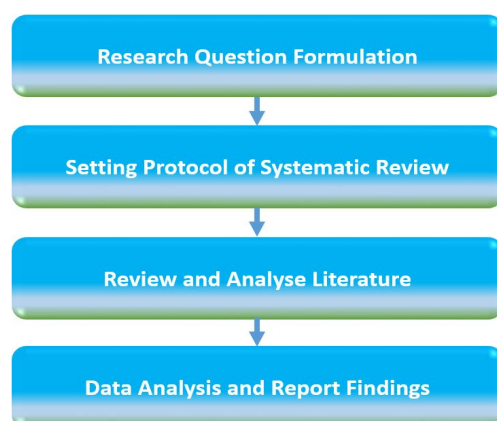 Research Question Formulation
Setting Protocol of Systematic Review
Review and Analyse Literature
Data Analysis and Report Findings